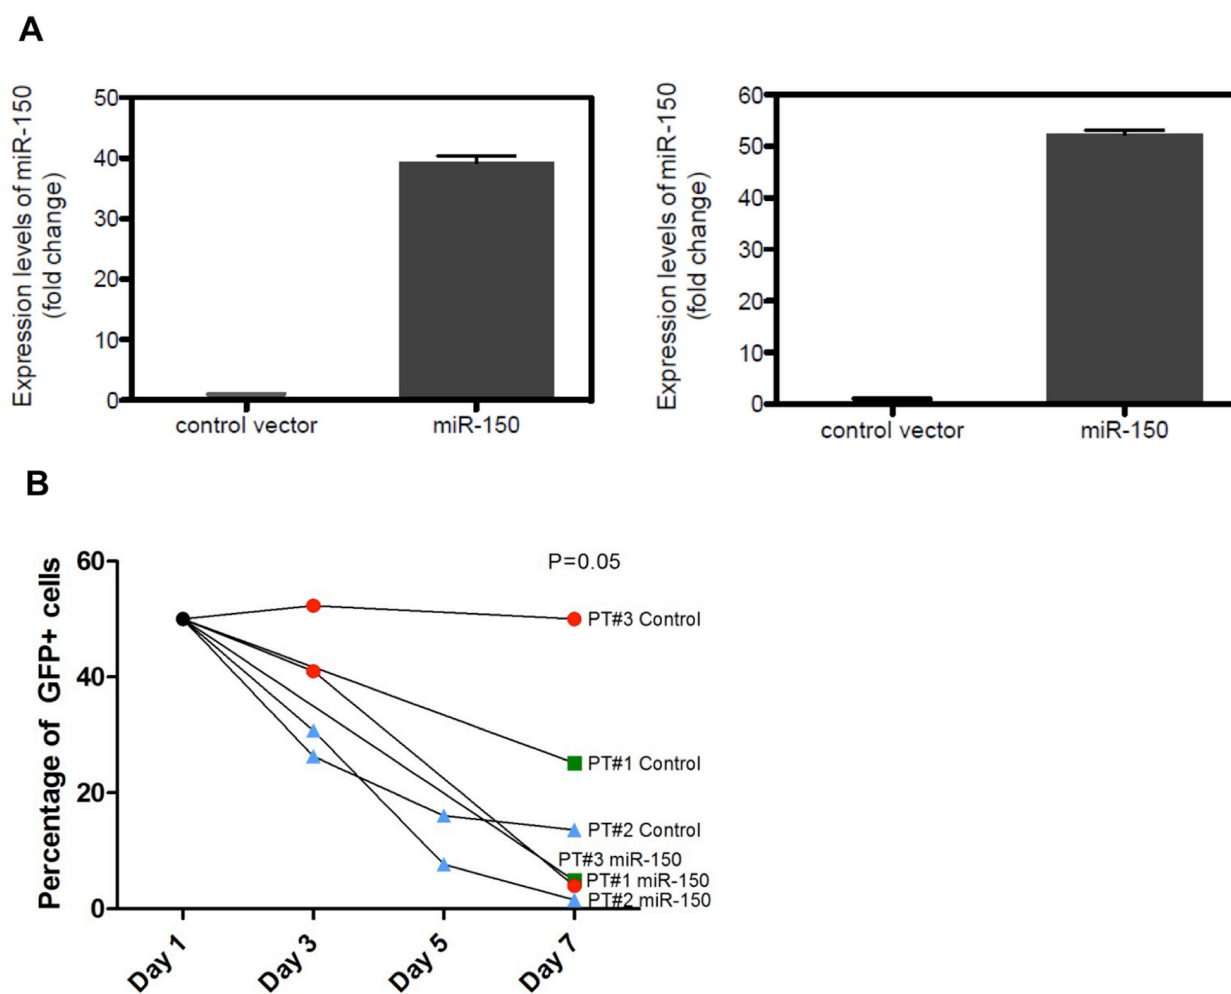 A
Expression levels of miR-150
(fold change)
50
40
30
20
10
0
control vector
miR-150
Expression levels of miR-150
(fold change)
60
50
40
30
20
10
0
control vector
miR-150
B
Percentage of GFP+ cells
60
40
20
0
P=0.05
PT#3 Control
PT#1 Control
PT#2 Control
PT#3 miR-150
PT#1 miR-150
PT#2 miR-150
Day 1
Day 3
Day 5
Day 7